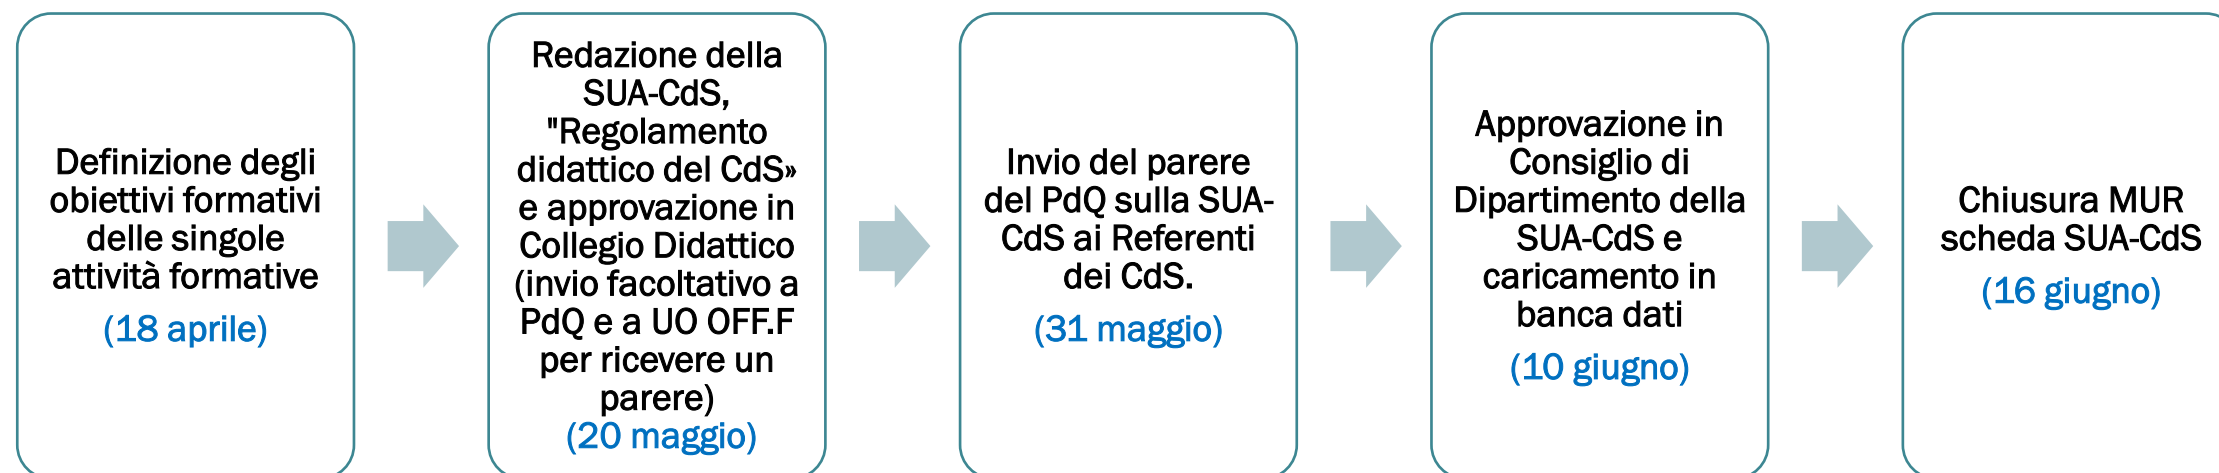 Definizione degli
obiettivi formativi
delle singole
attività formative
(18 aprile)
Redazione della
SUA-CdS,
"Regolamento
didattico del CdS»
e approvazione in
Collegio Didattico
(invio facoltativo a
PdQ e a UO OFF.F
per ricevere un
parere)
(20 maggio)
Invio del parere
del PdQ sulla SUA-
CdS ai Referenti
dei CdS.
(31 maggio)
Approvazione in
Consiglio di
Dipartimento della
SUA-CdS e
caricamento in
banca dati
(10 giugno)
Chiusura MUR
scheda SUA-CdS
(16 giugno)